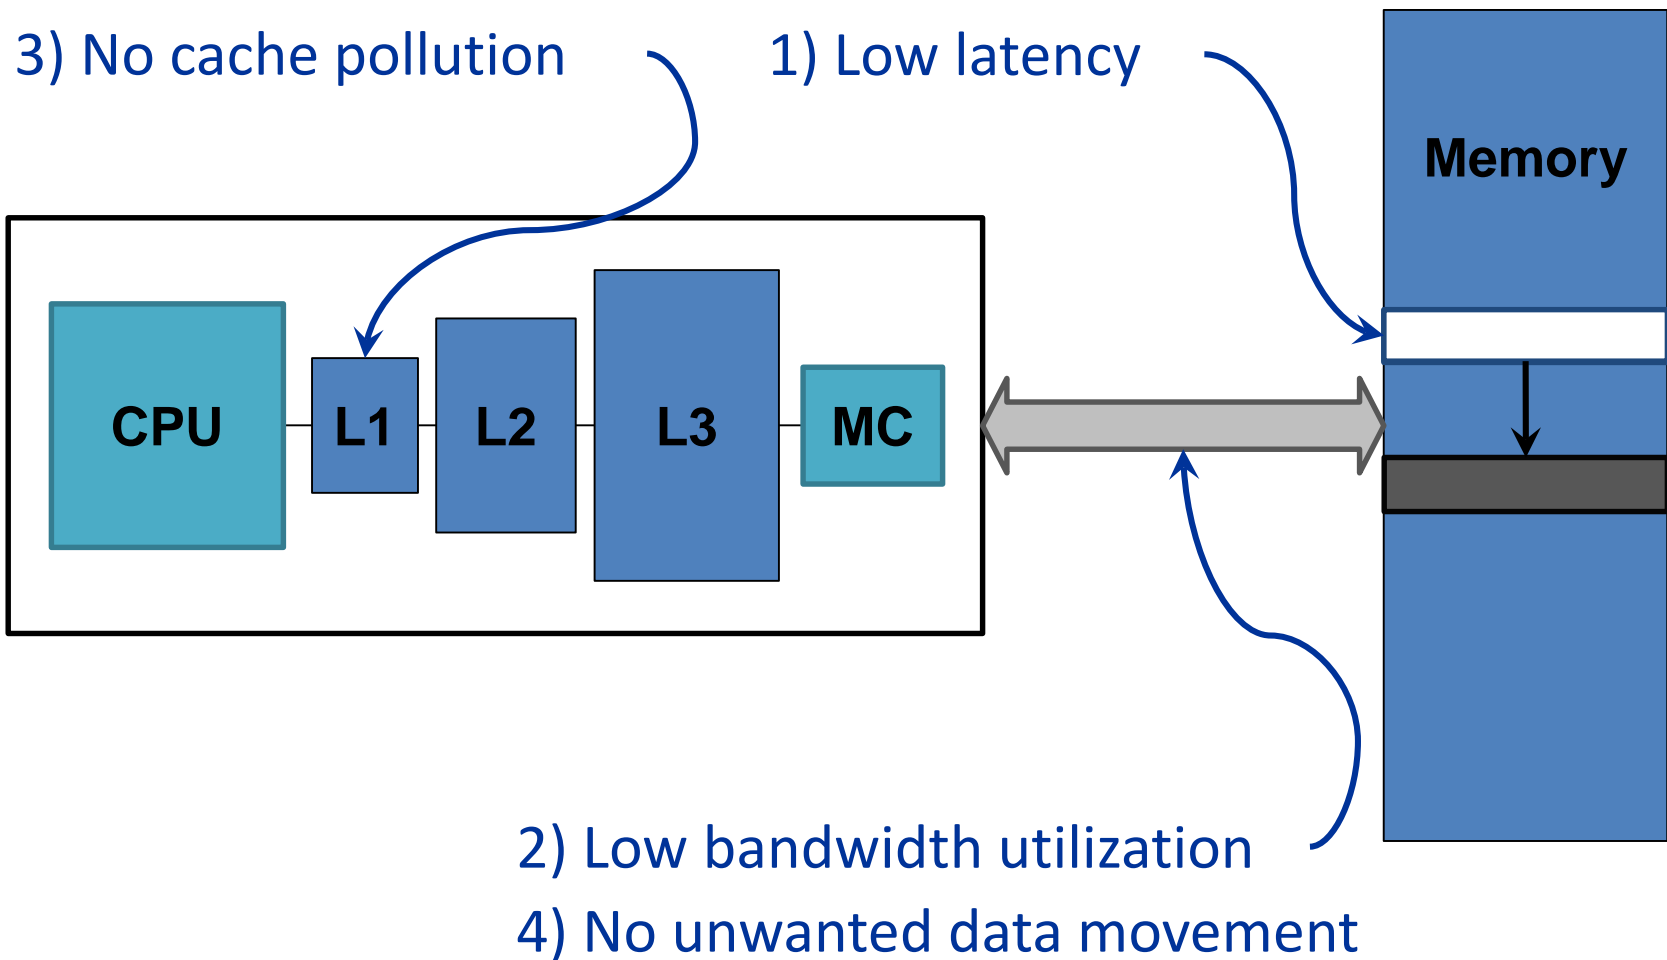 3) No cache pollution
1) Low latency
Memory
CPU
L1
L2
L3
MC
2) Low bandwidth utilization
4) No unwanted data movement